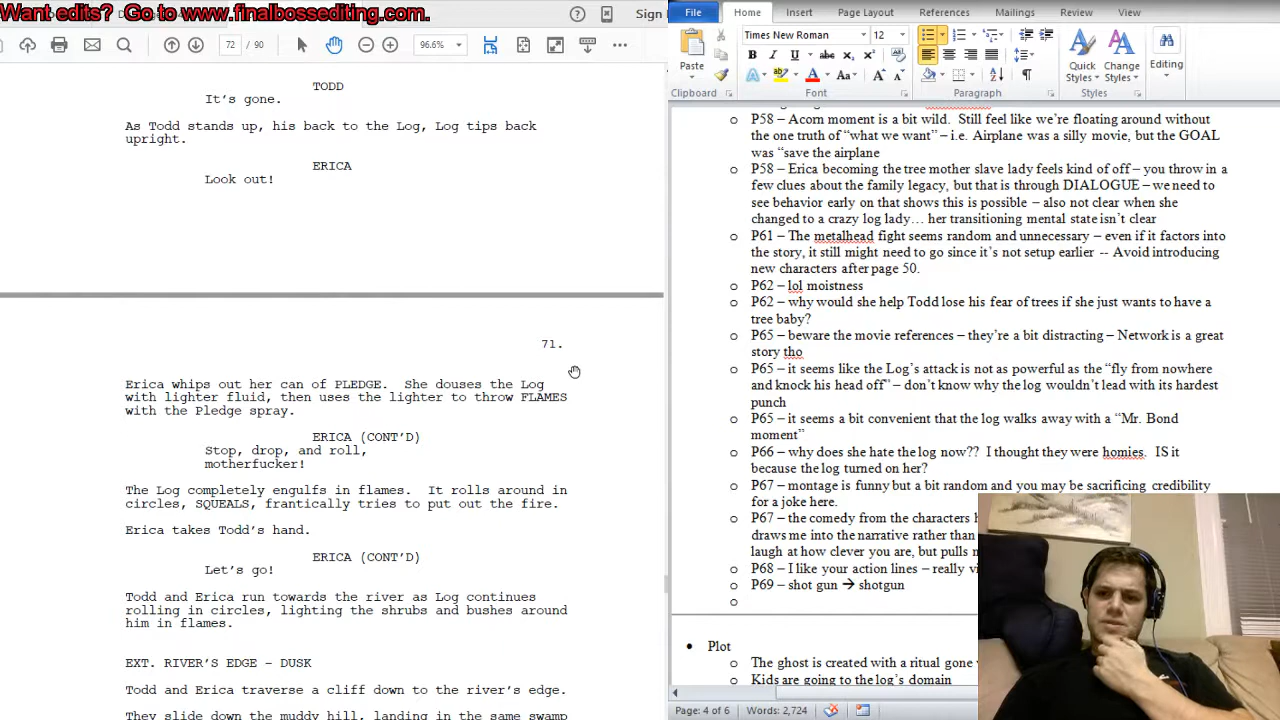 Want edits?  Go to www.finalbossediting.com.
Sign
72
96.6%
TODD
It's gone.
As Todd stands up, his back to the Log, Log tips back
upright.
ERICA
Look out!
71.
Erica whips out her can of PLEDGE.  She douses the Log
with lighter fluid, then uses the lighter to throw FLAMES
with the Pledge spray.
ERICA (CONT'D)
Stop, drop, and roll,
motherfucker!
The Log completely engulfs in flames.  It rolls around in
circles, SQUEALS, frantically tries to put out the fire.
Erica takes Todd's hand.
ERICA (CONT'D)
Let's go!
Todd and Erica run towards the river as Log continues
rolling in circles, lighting the shrubs and bushes around
him in flames.
EXT. RIVER'S EDGE - DUSK
Todd and Erica traverse a cliff down to the river's edge.
They slide down the muddy hill, landing in the same swamp
File Home Insert Page Layout References Mailings Review View
Times New Roman 12
Paste
Quick Styles
Change Styles
Editing
Clipboard Font Paragraph Styles
o P58 – Acorn moment is a bit wild.  Still feel like we're floating around without
the one truth of "what we want" – i.e. Airplane was a silly movie, but the GOAL
was "save the airplane
o P58 – Erica becoming the tree mother slave lady feels kind of off – you throw in a
few clues about the family legacy, but that is through DIALOGUE – we need to
see behavior early on that shows this is possible – also not clear when she
changed to a crazy log lady… her transitioning mental state isn't clear
o P61 – The metalhead fight seems random and unnecessary – even if it factors into
the story, it still might need to go since it's not setup earlier -- Avoid introducing
new characters after page 50.
o P62 – lol moistness
o P62 – why would she help Todd lose his fear of trees if she just wants to have a
tree baby?
o P65 – beware the movie references – they're a bit distracting – Network is a great
story tho
o P65 – it seems like the Log's attack is not as powerful as the "fly from nowhere
and knock his head off" – don't know why the log wouldn't lead with its hardest
punch
o P65 – it seems a bit convenient that the log walks away with a "Mr. Bond
moment"
o P66 – why does she hate the log now??  I thought they were homies.  IS it
because the log turned on her?
o P67 – montage is funny but a bit random and you may be sacrificing credibility
for a joke here.
o P67 – the comedy from the characters
draws me into the narrative rather than
laugh at how clever you are, but pulls
o P68 – I like your action lines – really
o P69 – shot gun → shotgun
o
• Plot
o The ghost is created with a ritual gone
o Kids are going to the log's domain
Page: 4 of 6 Words: 2,724